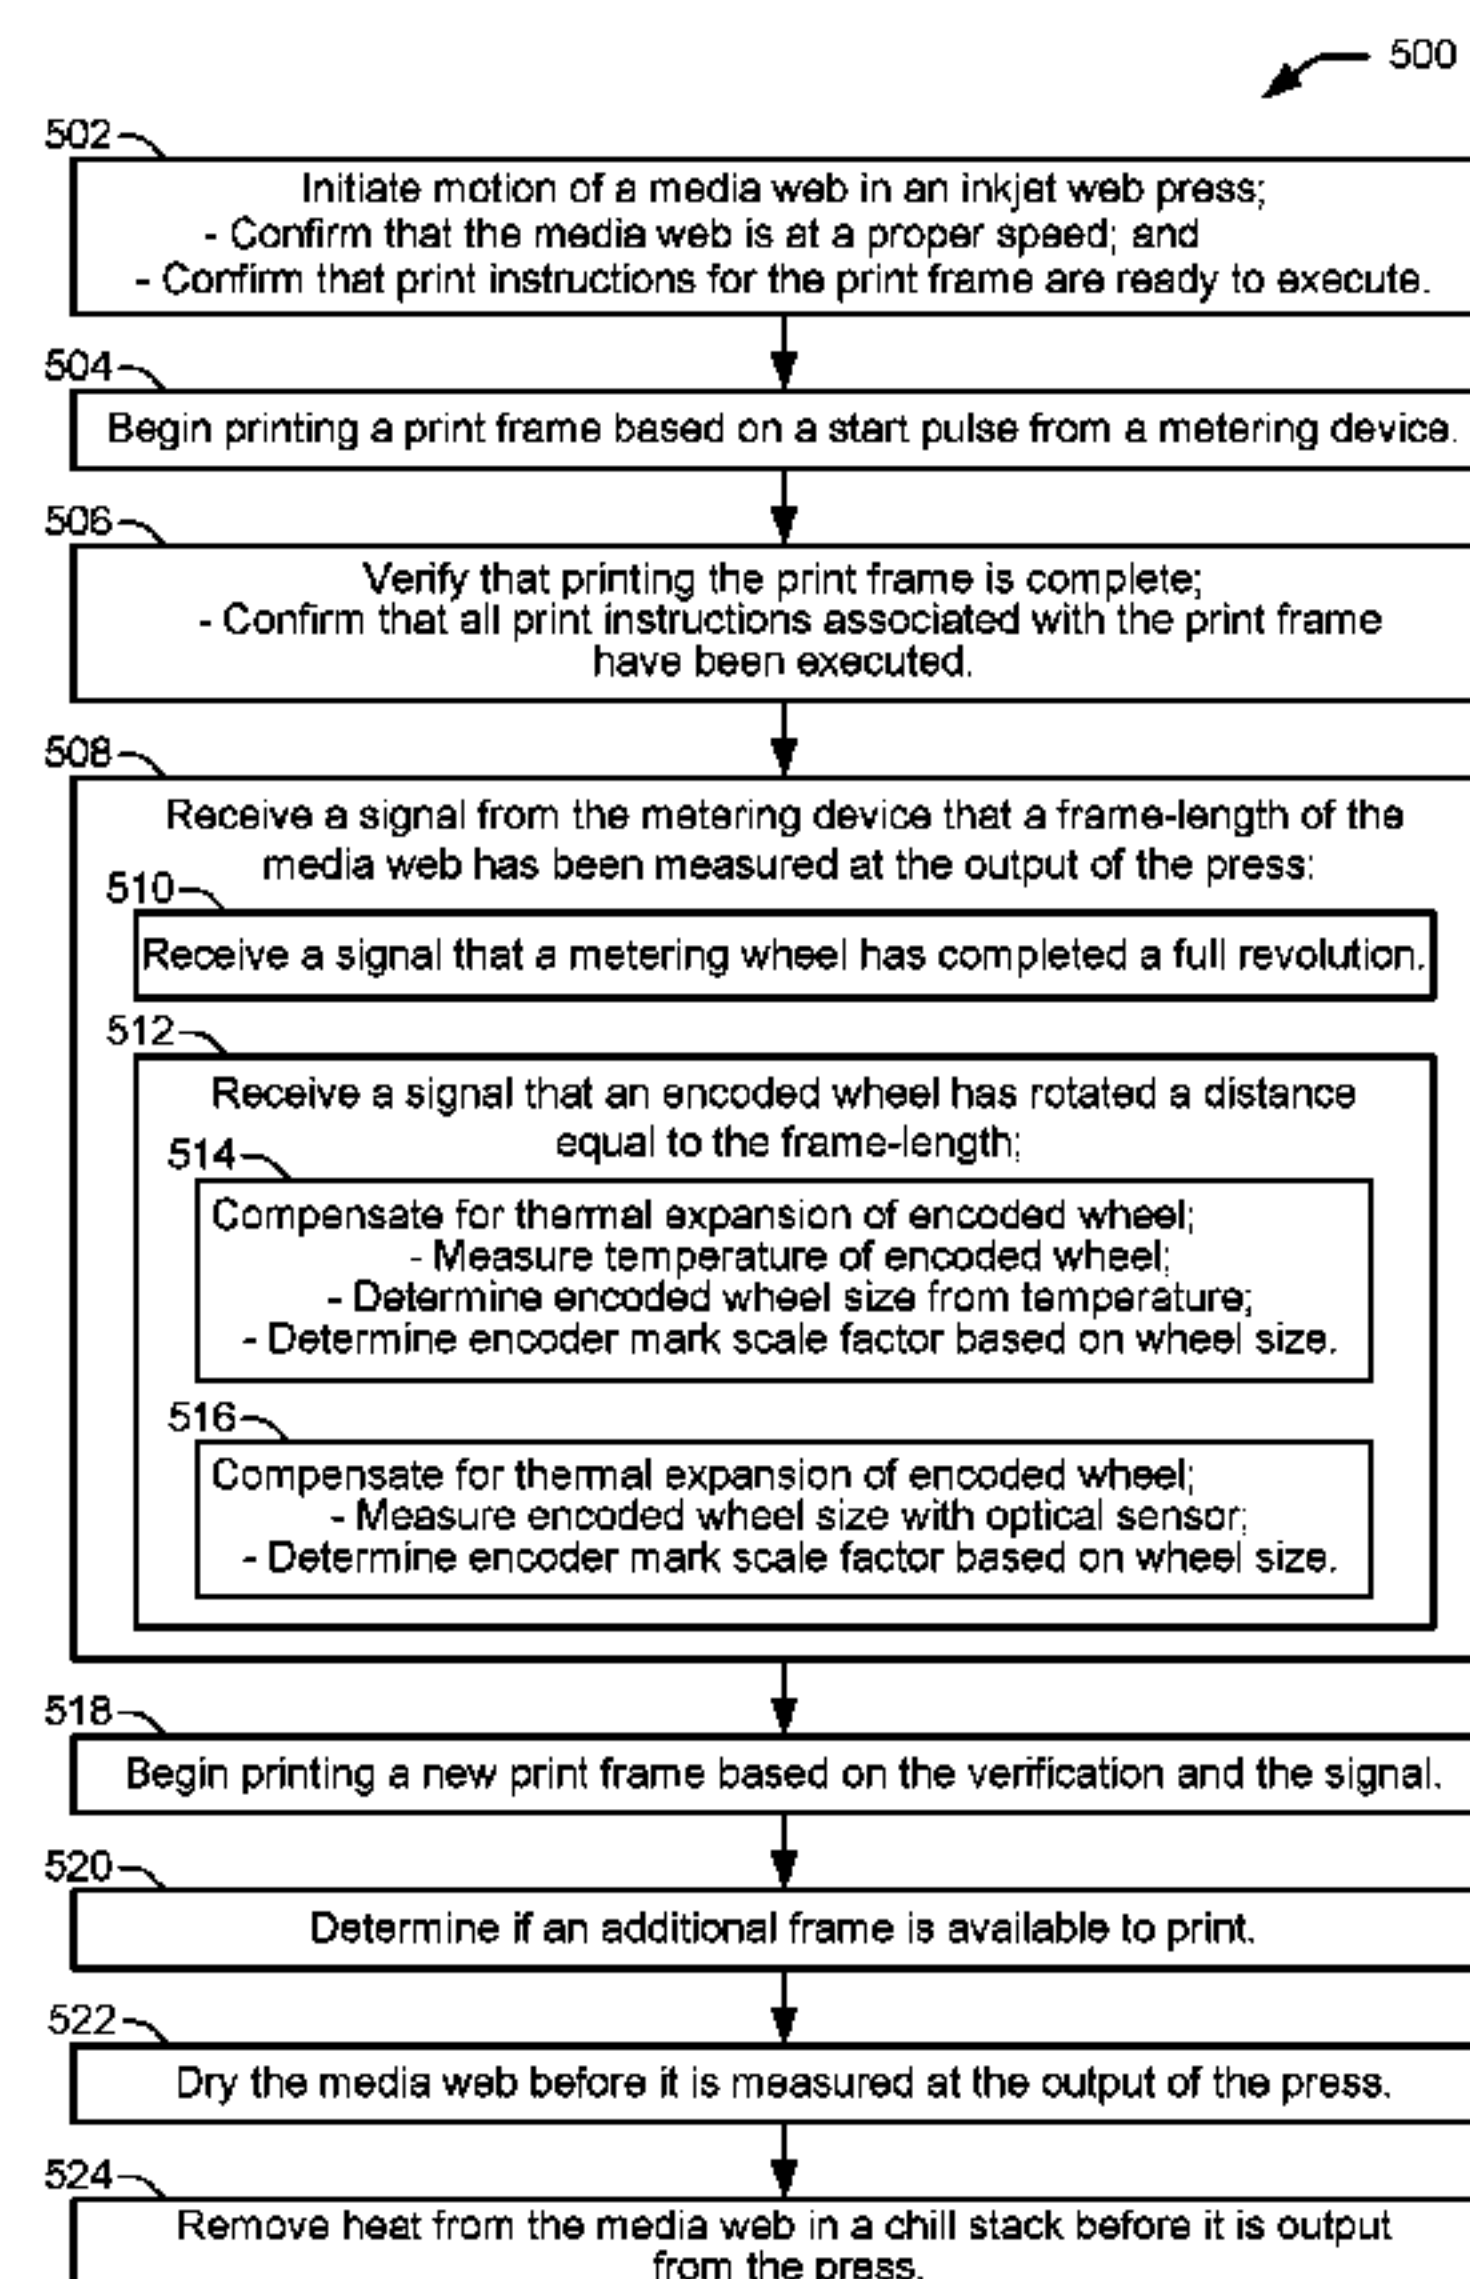 500
502
Initiate motion of a media web in an inkjet web press;
- Confirm that the media web is at a proper speed; and
- Confirm that print instructions for the print frame are ready to execute.
504
Begin printing a print frame based on a start pulse from a metering device.
506
Verify that printing the print frame is complete;
- Confirm that all print instructions associated with the print frame
have been executed.
508
Receive a signal from the metering device that a frame-length of the
media web has been measured at the output of the press:
510
Receive a signal that a metering wheel has completed a full revolution.
512
Receive a signal that an encoded wheel has rotated a distance
equal to the frame-length;
514
Compensate for thermal expansion of encoded wheel;
- Measure temperature of encoded wheel;
- Determine encoded wheel size from temperature;
- Determine encoder mark scale factor based on wheel size.
516
Compensate for thermal expansion of encoded wheel;
- Measure encoded wheel size with optical sensor;
- Determine encoder mark scale factor based on wheel size.
518
Begin printing a new print frame based on the verification and the signal.
520
Determine if an additional frame is available to print.
522
Dry the media web before it is measured at the output of the press.
524
Remove heat from the media web in a chill stack before it is output
from the press.